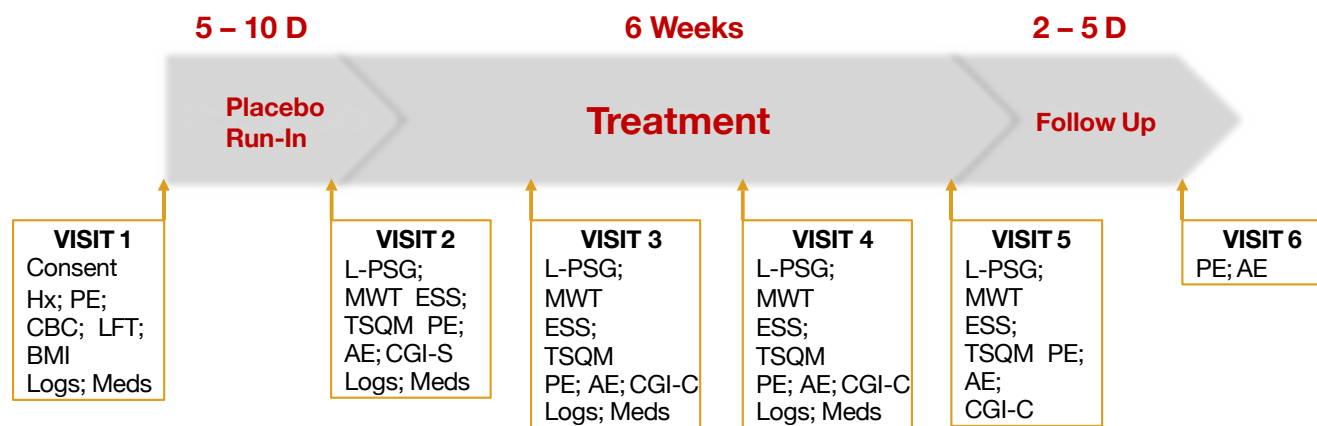 5 – 10 D
6 Weeks
2 – 5 D
Placebo
Run-In
Treatment
Follow Up
VISIT 1
Consent
Hx; PE;
CBC; LFT;
BMI
Logs; Meds
VISIT 2
L-PSG;
MWT ESS;
TSQM PE;
AE; CGI-S
Logs; Meds
VISIT 3
L-PSG;
MWT
ESS;
TSQM
PE; AE; CGI-C
Logs; Meds
VISIT 4
L-PSG;
MWT
ESS;
TSQM
PE; AE; CGI-C
Logs; Meds
VISIT 5
L-PSG;
MWT
ESS;
TSQM PE;
AE;
CGI-C
VISIT 6
PE; AE